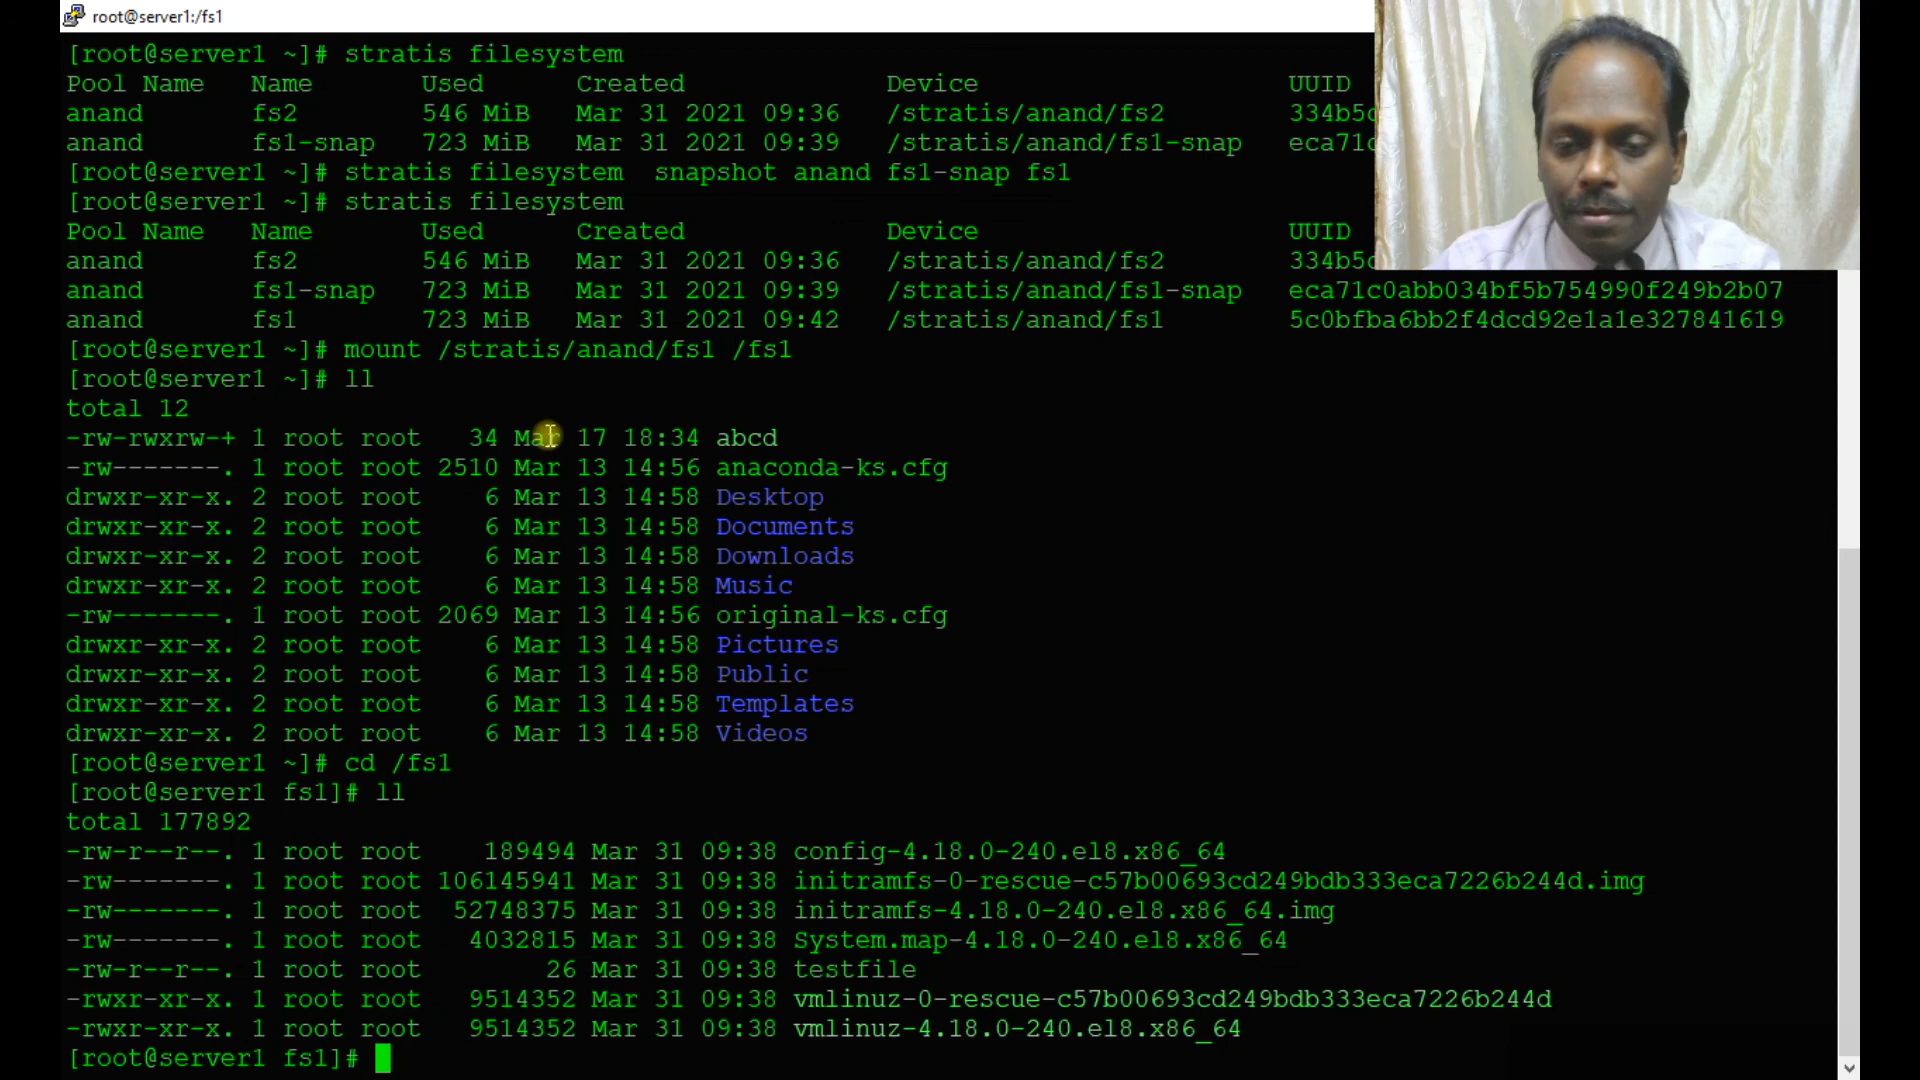 root@server1:/fs1
[root@server1 ~]# stratis filesystem
Pool Name   Name       Used      Created             Device                    UUID
anand       fs2        546 MiB   Mar 31 2021 09:36   /stratis/anand/fs2        334b5c
anand       fs1-snap   723 MiB   Mar 31 2021 09:39   /stratis/anand/fs1-snap   eca71c
[root@server1 ~]# stratis filesystem  snapshot anand fs1-snap fs1
[root@server1 ~]# stratis filesystem
Pool Name   Name       Used      Created             Device                    UUID
anand       fs2        546 MiB   Mar 31 2021 09:36   /stratis/anand/fs2        334b5c
anand       fs1-snap   723 MiB   Mar 31 2021 09:39   /stratis/anand/fs1-snap   eca71c0abb034bf5b754990f249b2b07
anand       fs1        723 MiB   Mar 31 2021 09:42   /stratis/anand/fs1        5c0bfba6bb2f4dcd92e1a1e327841619
[root@server1 ~]# mount /stratis/anand/fs1 /fs1
[root@server1 ~]# ll
total 12
-rw-rwxrw-+ 1 root root   34 Mar 17 18:34 abcd
-rw-------. 1 root root 2510 Mar 13 14:56 anaconda-ks.cfg
drwxr-xr-x. 2 root root    6 Mar 13 14:58 Desktop
drwxr-xr-x. 2 root root    6 Mar 13 14:58 Documents
drwxr-xr-x. 2 root root    6 Mar 13 14:58 Downloads
drwxr-xr-x. 2 root root    6 Mar 13 14:58 Music
-rw-------. 1 root root 2069 Mar 13 14:56 original-ks.cfg
drwxr-xr-x. 2 root root    6 Mar 13 14:58 Pictures
drwxr-xr-x. 2 root root    6 Mar 13 14:58 Public
drwxr-xr-x. 2 root root    6 Mar 13 14:58 Templates
drwxr-xr-x. 2 root root    6 Mar 13 14:58 Videos
[root@server1 ~]# cd /fs1
[root@server1 fs1]# ll
total 177892
-rw-r--r--. 1 root root    189494 Mar 31 09:38 config-4.18.0-240.el8.x86_64
-rw-------. 1 root root 106145941 Mar 31 09:38 initramfs-0-rescue-c57b00693cd249bdb333eca7226b244d.img
-rw-------. 1 root root  52748375 Mar 31 09:38 initramfs-4.18.0-240.el8.x86_64.img
-rw-------. 1 root root   4032815 Mar 31 09:38 System.map-4.18.0-240.el8.x86_64
-rw-r--r--. 1 root root        26 Mar 31 09:38 testfile
-rwxr-xr-x. 1 root root   9514352 Mar 31 09:38 vmlinuz-0-rescue-c57b00693cd249bdb333eca7226b244d
-rwxr-xr-x. 1 root root   9514352 Mar 31 09:38 vmlinuz-4.18.0-240.el8.x86_64
[root@server1 fs1]#